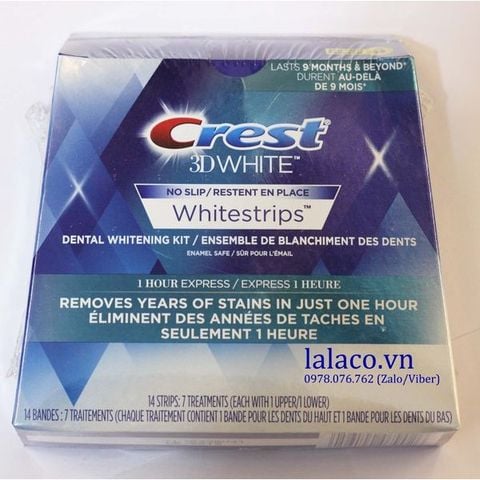 LASTS 9 MONTHS & BEYOND*
DURENT AU-DELÀ
DE 9 MOIS*
Crest
3DWHITE™
NO SLIP/RESTENT EN PLACE
Whitestrips™
DENTAL WHITENING KIT / ENSEMBLE DE BLANCHIMENT DES DENTS
ENAMEL SAFE / SÛR POUR L'ÉMAIL
1 HOUR EXPRESS / EXPRESS 1 HEURE
REMOVES YEARS OF STAINS IN JUST ONE HOUR
ÉLIMINENT DES ANNÉES DE TACHES EN
SEULEMENT 1 HEURE
lalaco.vn
0978.076.762 (Zalo/Viber)
14 STRIPS: 7 TREATMENTS (EACH WITH 1 UPPER/1 LOWER)
14 BANDES : 7 TRAITEMENTS (CHAQUE TRAITEMENT CONTIENT 1 BANDE POUR LES DENTS DU HAUT ET 1 BANDE POUR LES DENTS DU BAS)